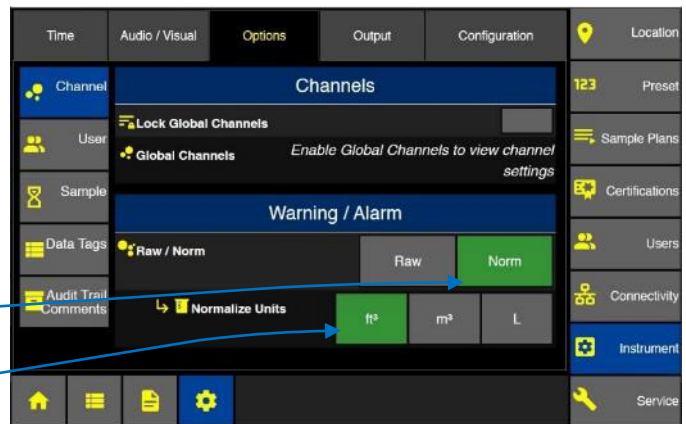 Time
Audio / Visual
Options
Output
Configuration
Location
123
Preset
Sample Plans
Certifications
Users
Connectivity
Instrument
Service
Channel
User
Sample
Data Tags
Audit Trail
Comments
Channels
Lock Global Channels
Global Channels
Enable Global Channels to view channel
settings
Warning / Alarm
Raw / Norm
Raw
Norm
Normalize Units
ft³
m³
L